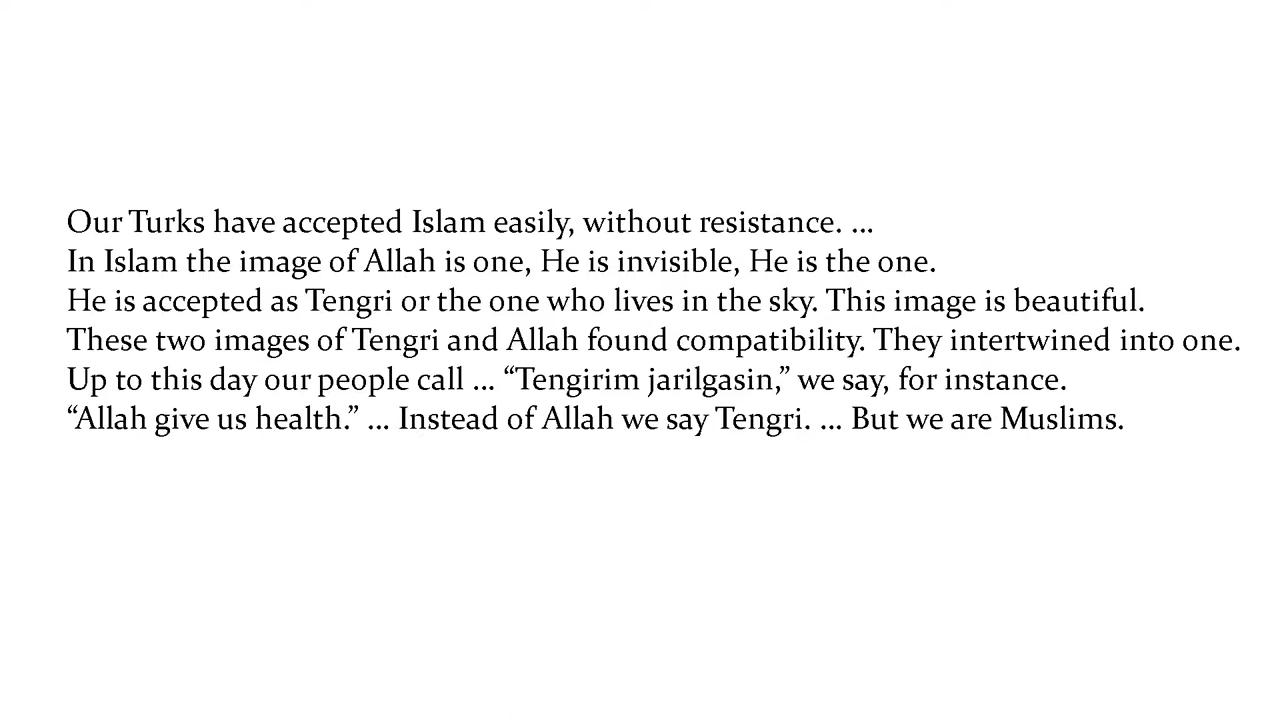 Our Turks have accepted Islam easily, without resistance. ...
In Islam the image of Allah is one, He is invisible, He is the one.
He is accepted as Tengri or the one who lives in the sky. This image is beautiful.
These two images of Tengri and Allah found compatibility. They intertwined into one.
Up to this day our people call ... “Tengirim jarilgasin,” we say, for instance.
“Allah give us health.” ... Instead of Allah we say Tengri. ... But we are Muslims.